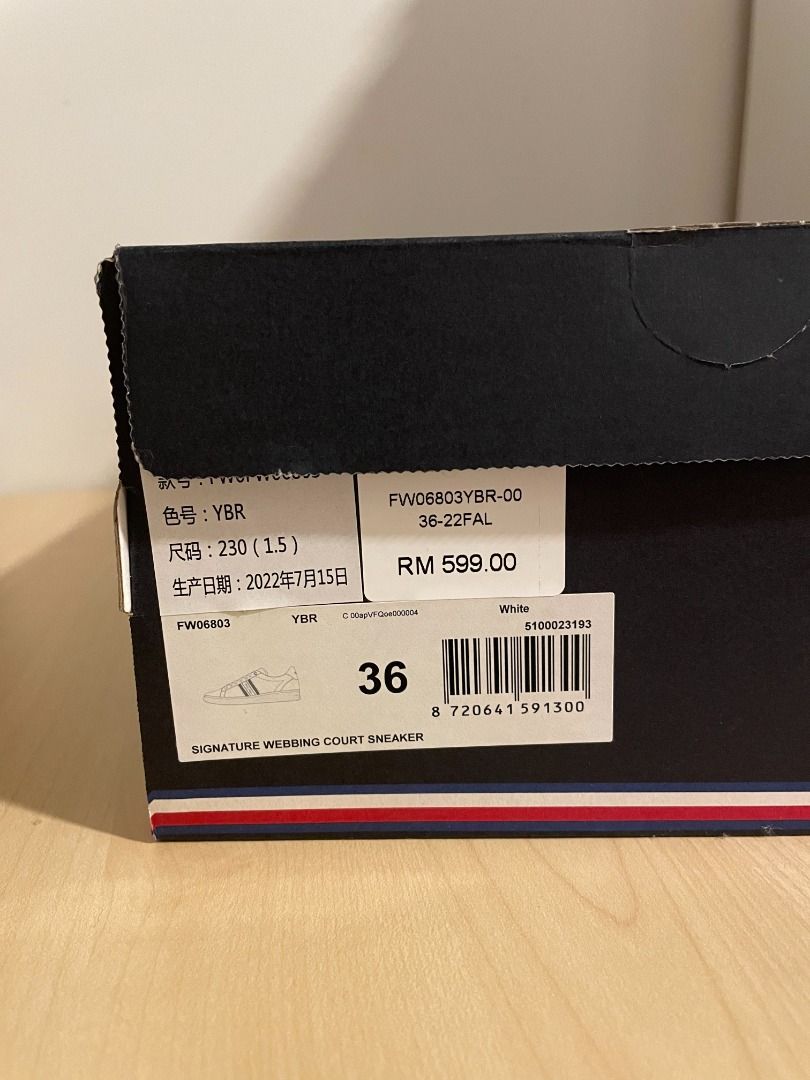 色号：YBR
尺码：230（1.5）
生产日期：2022年7月15日
FW06803YBR-00
36-22FAL
RM 599.00
FW06803 YBR C 00apVFQoe000004 White
5100023193
36
8 720641 591300
SIGNATURE WEBBING COURT SNEAKER